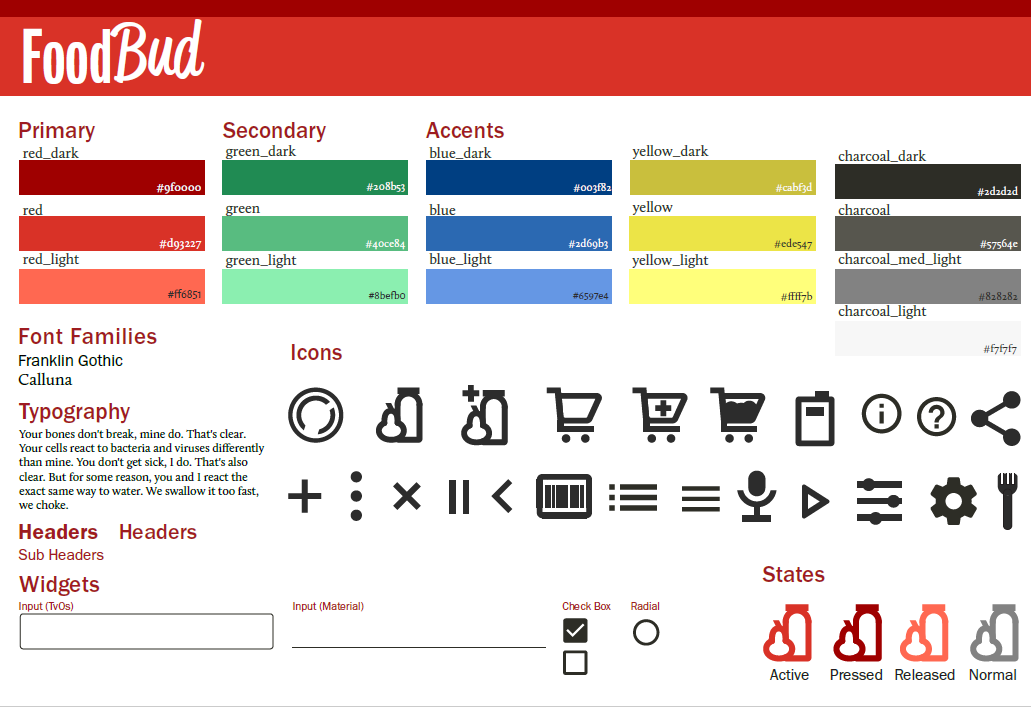 FoodBud
Primary
Secondary
Accents
red_dark
green_dark
blue_dark
yellow_dark
charcoal_dark
#9f0000
#208b53
#003f82
#cabf3d
#2d2d2d
red
green
blue
yellow
charcoal
#d93227
#40ce84
#2d69b3
#ede547
#57564e
red_light
green_light
blue_light
yellow_light
charcoal_med_light
#ff6851
#8befb0
#6597e4
#ffff7b
#828282
charcoal_light
#f7f7f7
Font Families
Franklin Gothic
Calluna
Icons
Typography
Your bones don't break, mine do. That's clear.
Your cells react to bacteria and viruses differently
than mine. You don't get sick, I do. That's also
clear. But for some reason, you and I react the
exact same way to water. We swallow it too fast,
we choke.
Headers Headers
Sub Headers
Widgets
Input (TvOs)
Input (Material)
Check Box
Radial
States
Active
Pressed
Released
Normal